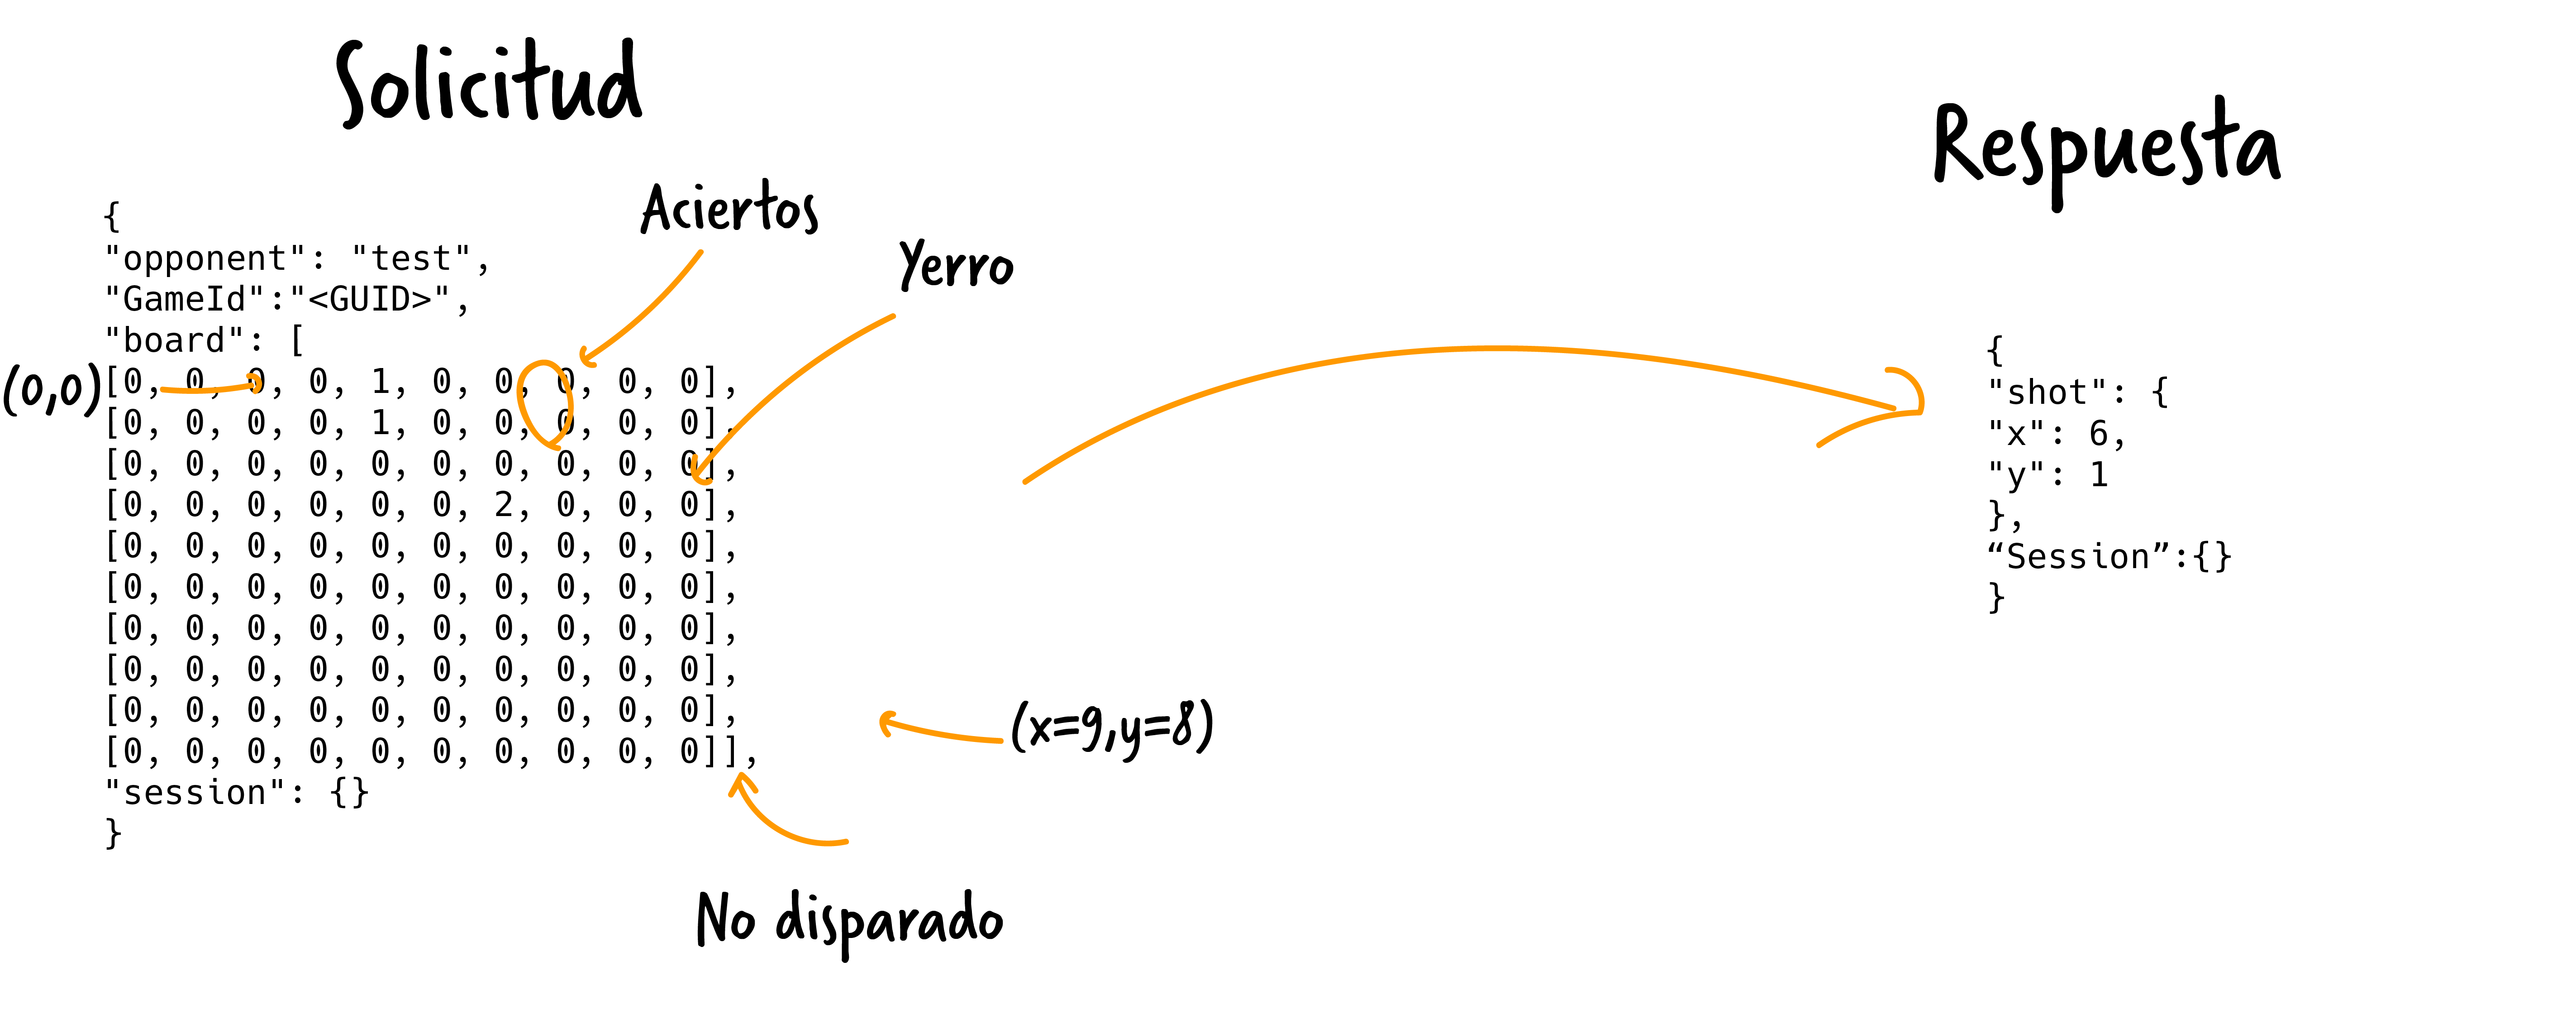 Solicitud
Respuesta
Aciertos
Yerro
{
"opponent": "test",
"GameId":"<GUID>",
"board": [
(0,0)
[0, 0, 0, 0, 1, 0, 0, 0, 0, 0],
[0, 0, 0, 0, 1, 0, 0, 0, 0, 0],
[0, 0, 0, 0, 0, 0, 0, 0, 0, 0],
[0, 0, 0, 0, 0, 0, 2, 0, 0, 0],
[0, 0, 0, 0, 0, 0, 0, 0, 0, 0],
[0, 0, 0, 0, 0, 0, 0, 0, 0, 0],
[0, 0, 0, 0, 0, 0, 0, 0, 0, 0],
[0, 0, 0, 0, 0, 0, 0, 0, 0, 0],
[0, 0, 0, 0, 0, 0, 0, 0, 0, 0],
[0, 0, 0, 0, 0, 0, 0, 0, 0, 0]],
"session": {}
}
(x=9,y=8)
No disparado
{
"shot": {
"x": 6,
"y": 1
},
“Session”:{}
}